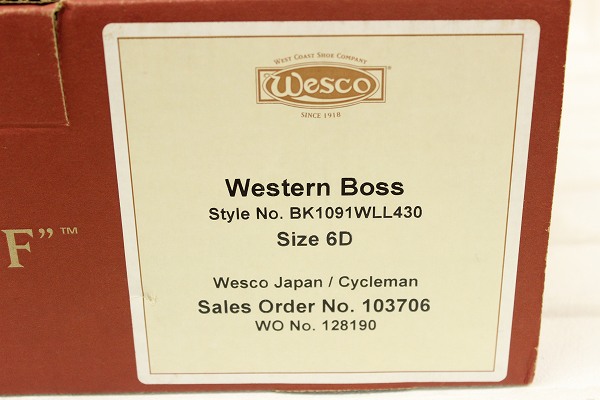 WEST COAST SHOE COMPANY
"Wesco"®
SINCE 1918
Western Boss
Style No. BK1091WLL430
Size 6D
F"™
Wesco Japan / Cycleman
Sales Order No. 103706
WO No. 128190